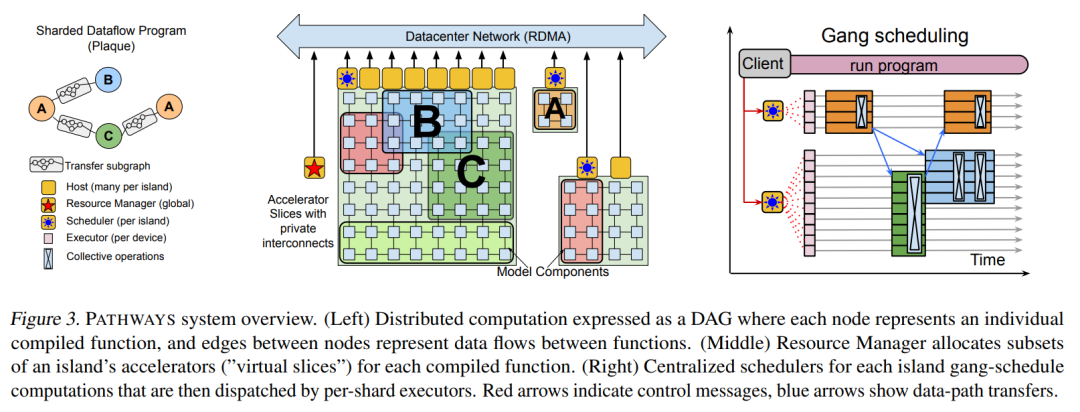 Sharded Dataflow Program
(Plaque)
B
A
A
C
Transfer subgraph
Host (many per island)
Resource Manager (global)
Scheduler (per island)
Executor (per device)
Collective operations
Datacenter Network (RDMA)
B
A
C
Accelerator
Slices with
private
interconnects
Model Components
Gang scheduling
Client
run program
Time
Figure 3. PATHWAYS system overview. (Left) Distributed computation expressed as a DAG where each node represents an individual
compiled function, and edges between nodes represent data flows between functions. (Middle) Resource Manager allocates subsets
of an island's accelerators ("virtual slices") for each compiled function. (Right) Centralized schedulers for each island gang-schedule
computations that are then dispatched by per-shard executors. Red arrows indicate control messages, blue arrows show data-path transfers.